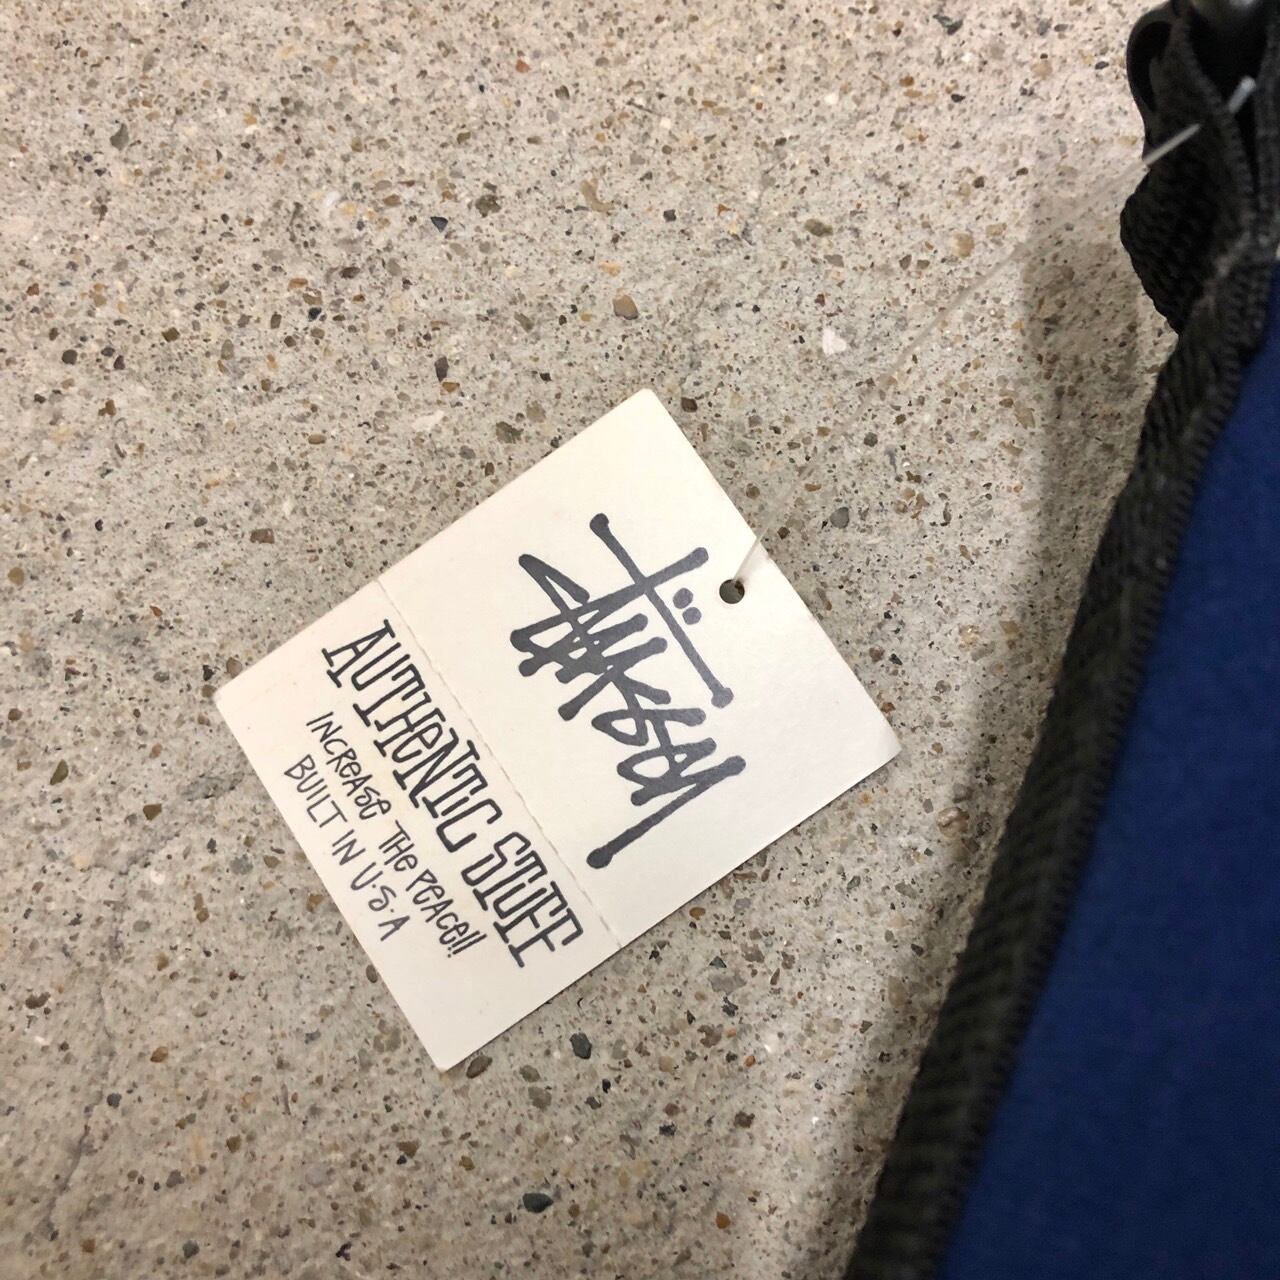 Stüssy
AUTHeNTIC STUFF
INCReASe THe PeACe!!
BUILT IN U·S·A